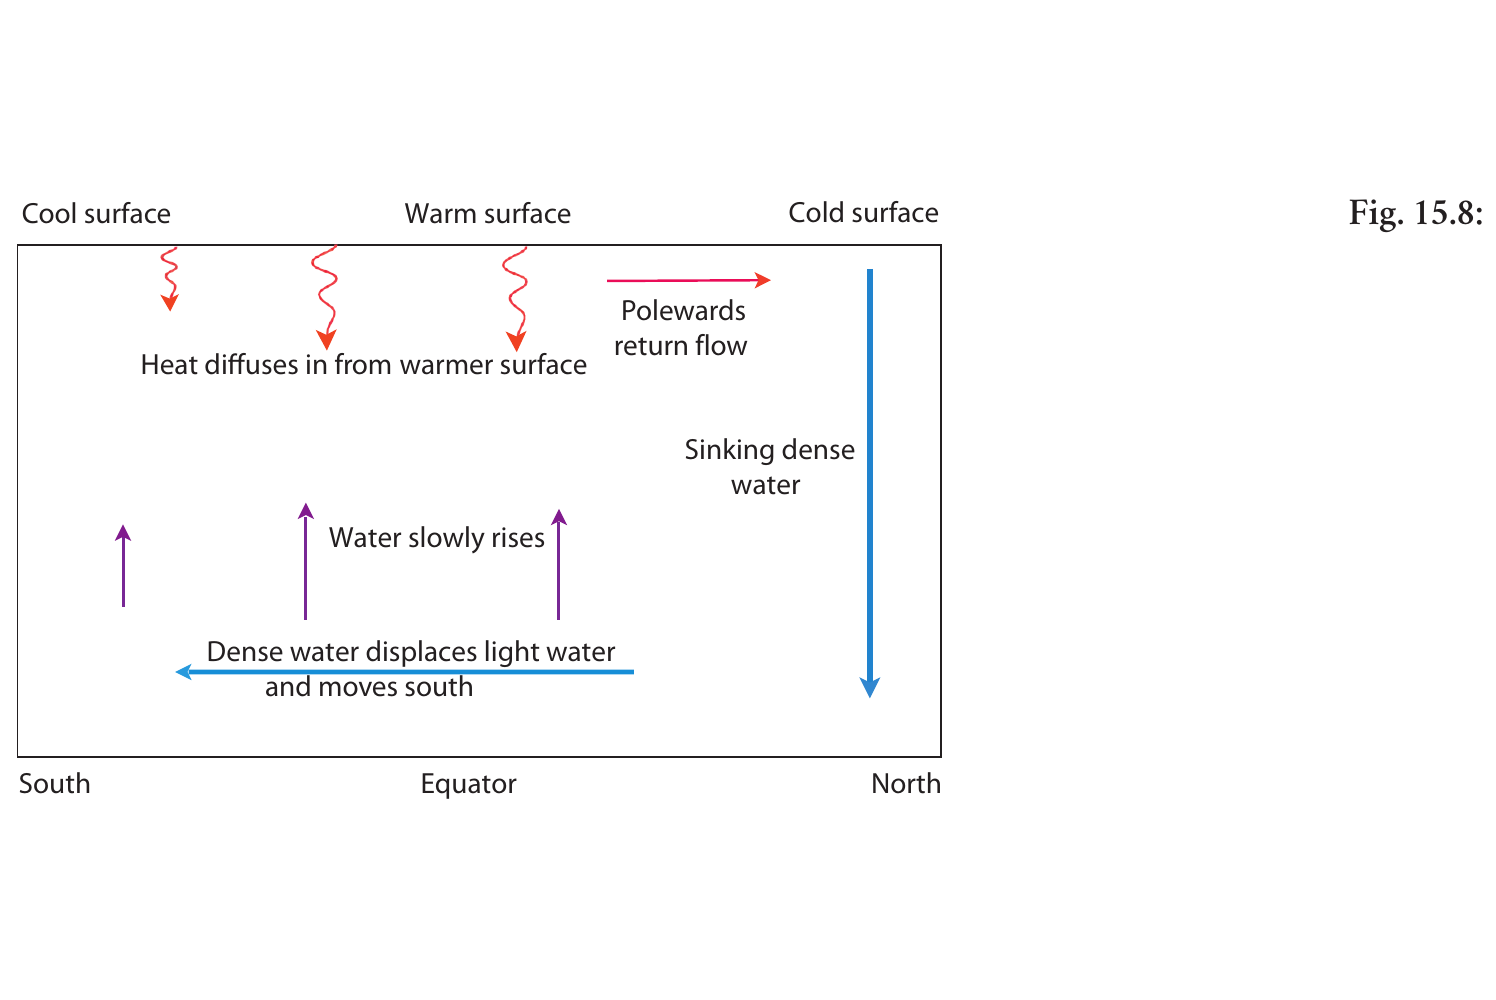 Cool surface
Warm surface
Cold surface
Fig. 15.8:
Polewards
return flow
Heat diffuses in from warmer surface
Sinking dense
water
Water slowly rises
Dense water displaces light water
and moves south
South
Equator
North